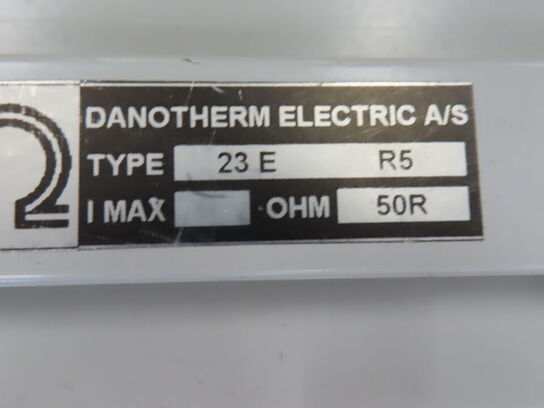 DANOTHERM ELECTRIC A/S
TYPE 23 E R5
I MAX OHM 50R